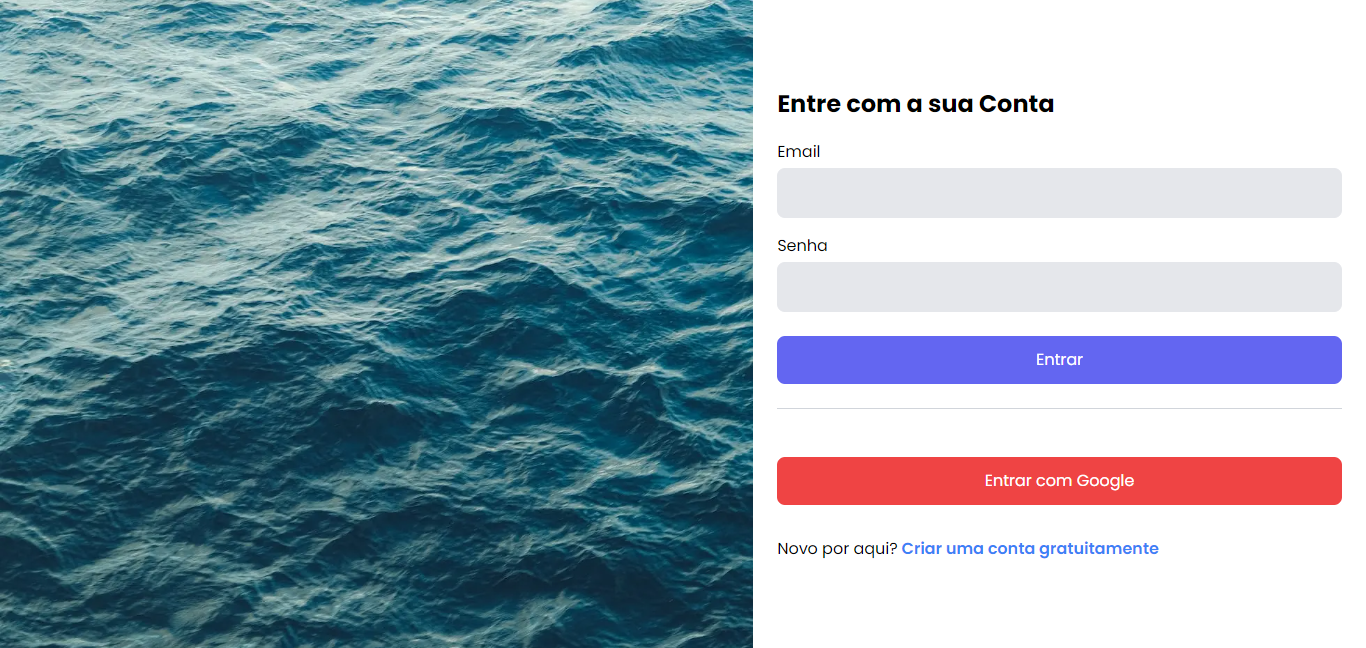 Entre com a sua Conta
Email
Senha
Entrar
Entrar com Google
Novo por aqui? Criar uma conta gratuitamente